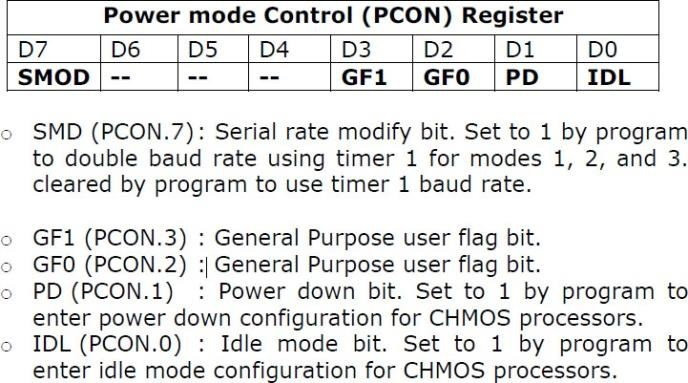 Power mode Control (PCON) Register
D7 D6 D5 D4 D3 D2 D1 D0
SMOD -- -- -- GF1 GF0 PD IDL
○ SMD (PCON.7): Serial rate modify bit. Set to 1 by program
to double baud rate using timer 1 for modes 1, 2, and 3.
cleared by program to use timer 1 baud rate.
○ GF1 (PCON.3) : General Purpose user flag bit.
○ GF0 (PCON.2) : General Purpose user flag bit.
○ PD (PCON.1) : Power down bit. Set to 1 by program to
enter power down configuration for CHMOS processors.
○ IDL (PCON.0) : Idle mode bit. Set to 1 by program to
enter idle mode configuration for CHMOS processors.